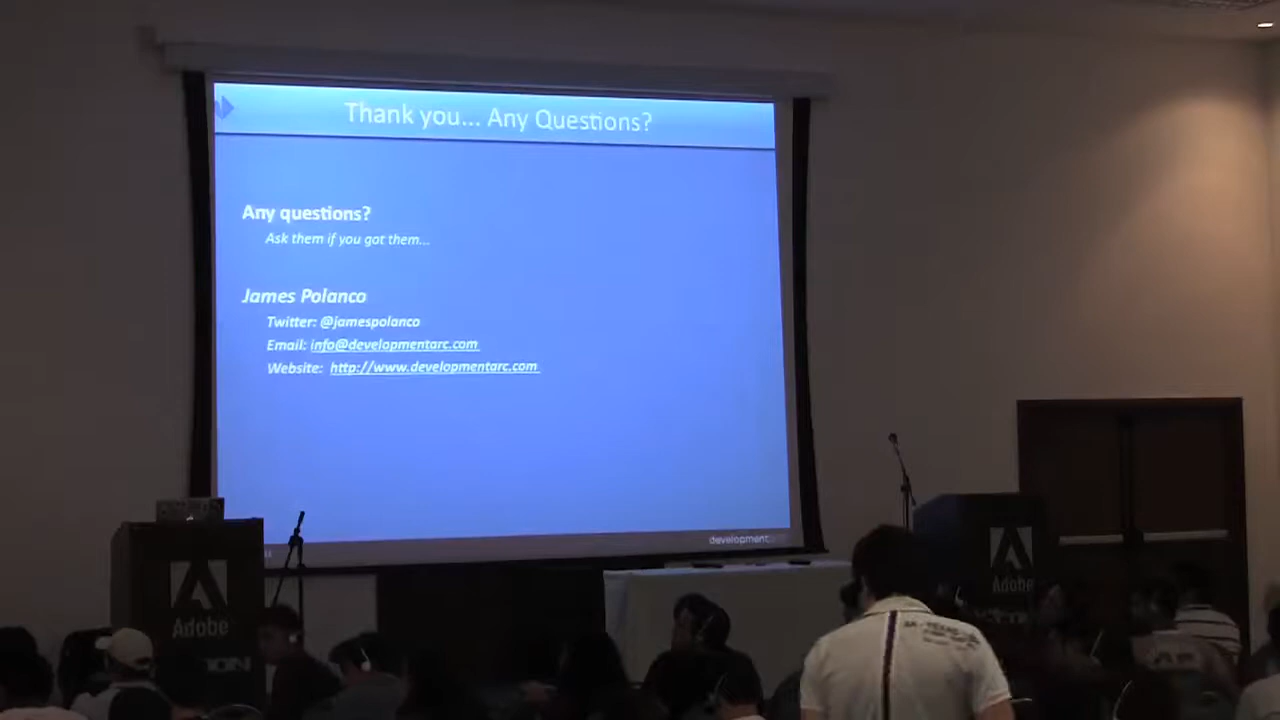 Thank you... Any Questions?
Any questions?
Ask them if you got them...
James Polanco
Twitter: @jamespolanco
Email: info@developmentarc.com
Website: http://www.developmentarc.com
development
Adobe
Adobe